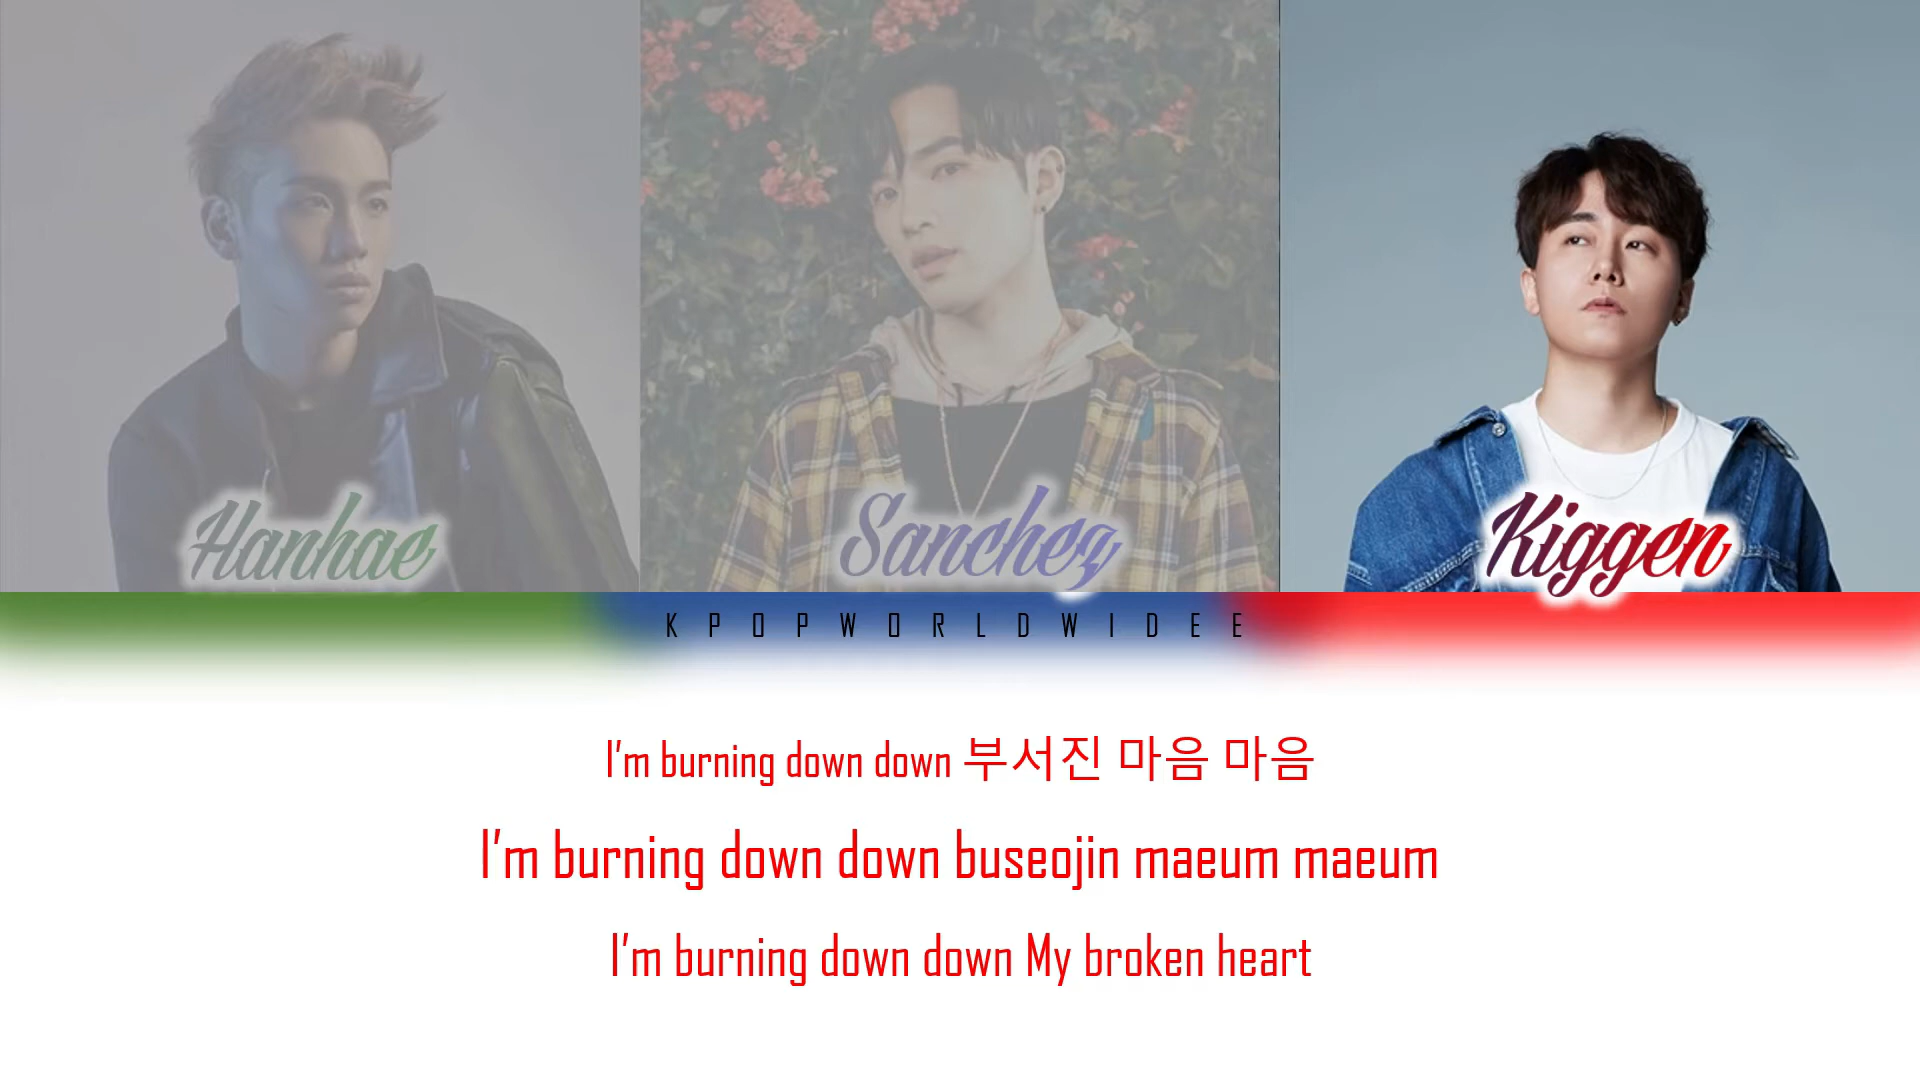 Hanhae
Sanchez
Kiggen
KPOPWORLDWIDEE
I'm burning down down 부서진 마음 마음
I'm burning down down buseojin maeum maeum
I'm burning down down My broken heart